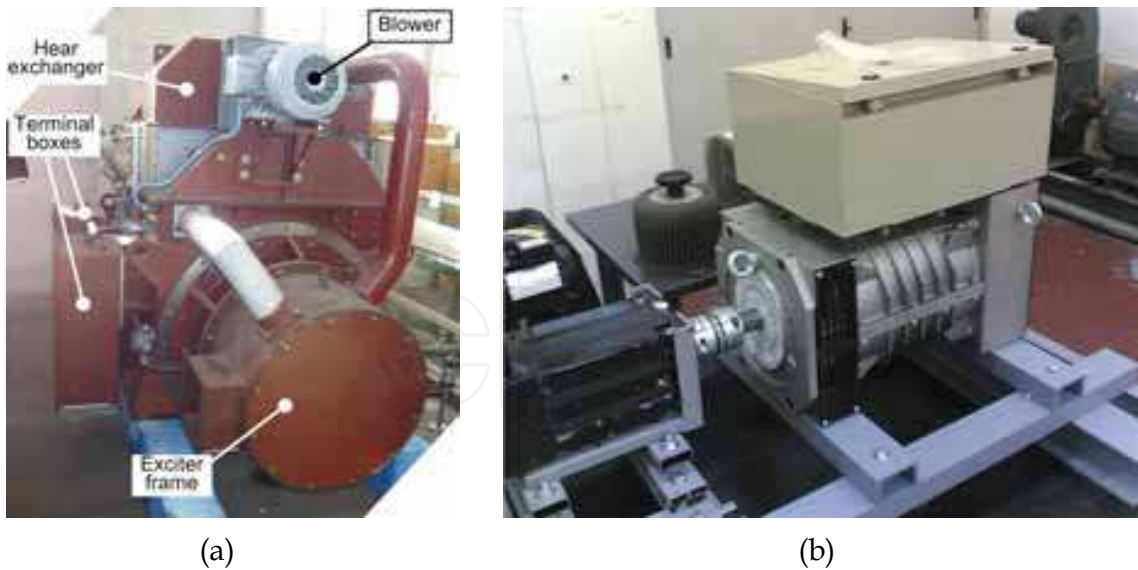 Blower
Hear
exchanger
Terminal
boxes
Exciter
frame
(a)
(b)